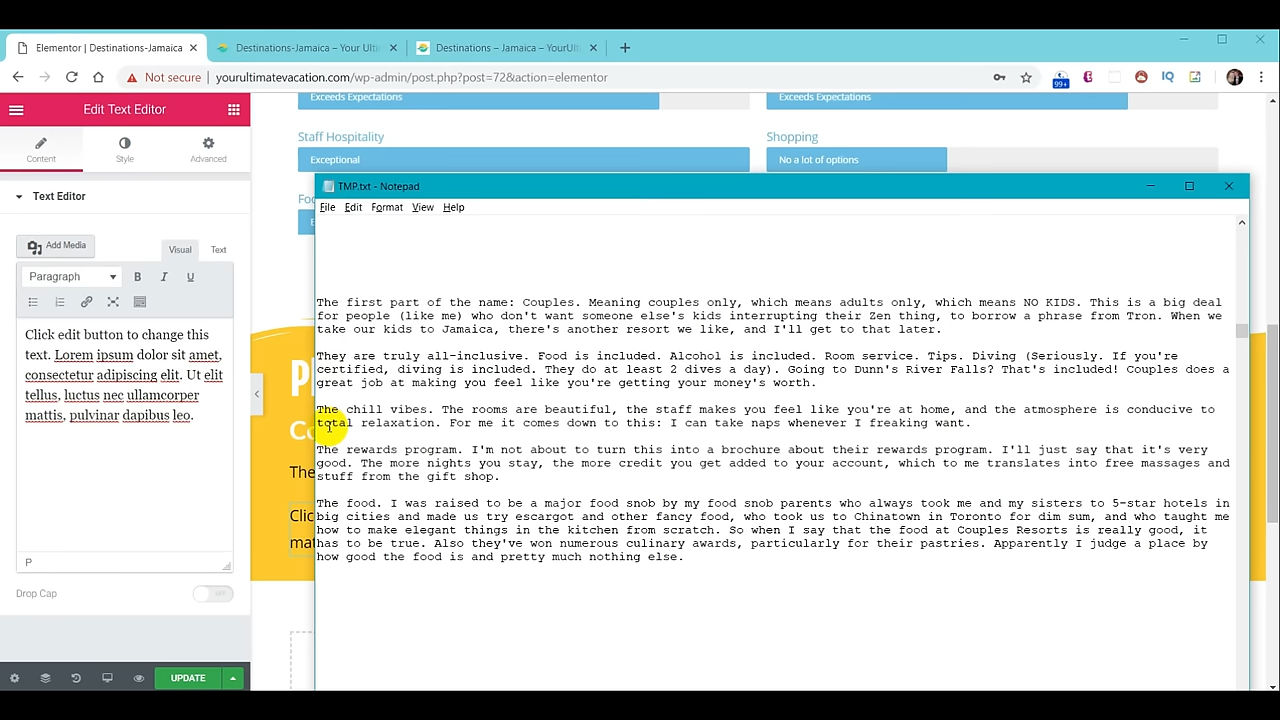 Elementor | Destinations-Jamaica
Destinations-Jamaica – Your Ulti
Destinations – Jamaica – YourUl
Not secure
yourultimatevacation.com/wp-admin/post.php?post=72&action=elementor
99+
IQ
Edit Text Editor
Content
Style
Advanced
Text Editor
Add Media
Visual
Text
Paragraph
B
I
U
Click edit button to change this
text. Lorem ipsum dolor sit amet,
consectetur adipiscing elit. Ut elit
tellus, luctus nec ullamcorper
mattis, pulvinar dapibus leo.
P
Drop Cap
OFF
UPDATE
Exceeds Expectations
Exceeds Expectations
Staff Hospitality
Shopping
Exceptional
No a lot of options
Fo
E
Pl
Co
The
Clic
mat
TMP.txt - Notepad
File Edit Format View Help
The first part of the name: Couples. Meaning couples only, which means adults only, which means NO KIDS. This is a big deal
for people (like me) who don't want someone else's kids interrupting their Zen thing, to borrow a phrase from Tron. When we
take our kids to Jamaica, there's another resort we like, and I'll get to that later.
They are truly all-inclusive. Food is included. Alcohol is included. Room service. Tips. Diving (Seriously. If you're
certified, diving is included. They do at least 2 dives a day). Going to Dunn's River Falls? That's included! Couples does a
great job at making you feel like you're getting your money's worth.
The chill vibes. The rooms are beautiful, the staff makes you feel like you're at home, and the atmosphere is conducive to
total relaxation. For me it comes down to this: I can take naps whenever I freaking want.
The rewards program. I'm not about to turn this into a brochure about their rewards program. I'll just say that it's very
good. The more nights you stay, the more credit you get added to your account, which to me translates into free massages and
stuff from the gift shop.
The food. I was raised to be a major food snob by my food snob parents who always took me and my sisters to 5-star hotels in
big cities and made us try escargot and other fancy food, who took us to Chinatown in Toronto for dim sum, and who taught me
how to make elegant things in the kitchen from scratch. So when I say that the food at Couples Resorts is really good, it
has to be true. Also they've won numerous culinary awards, particularly for their pastries. Apparently I judge a place by
how good the food is and pretty much nothing else.